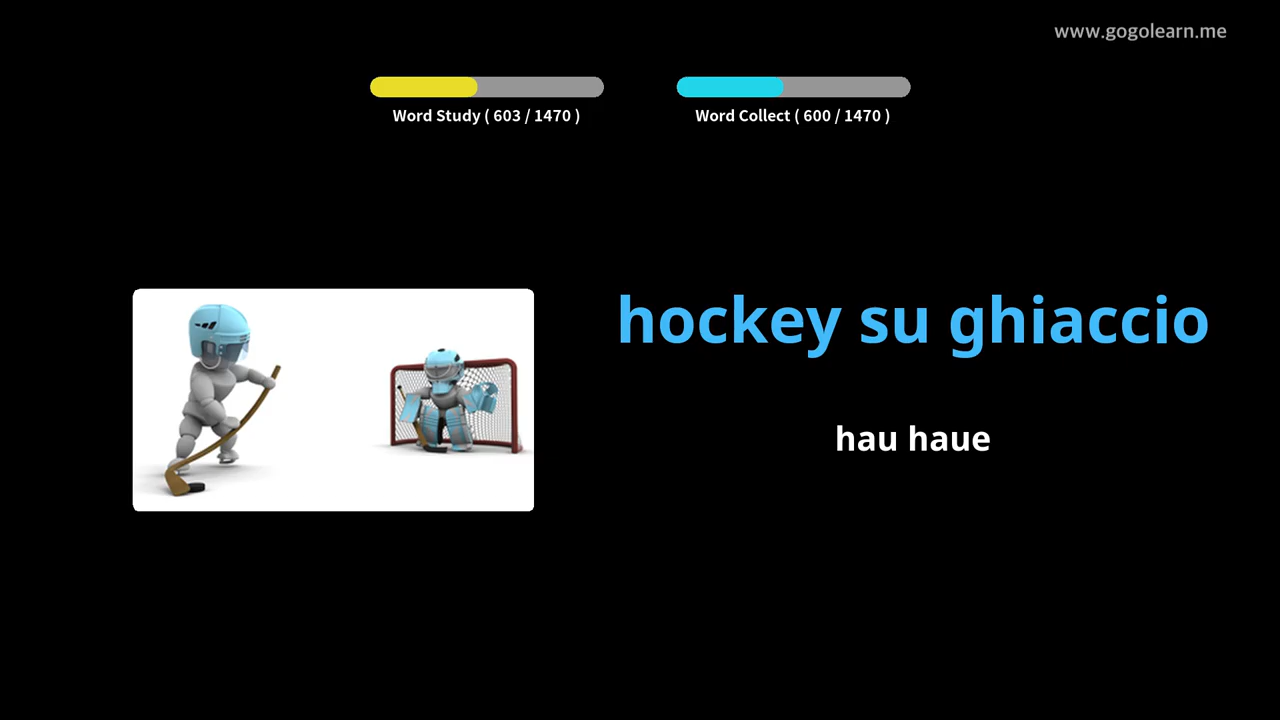 www.gogolearn.me
Word Study ( 603 / 1470 )
Word Collect ( 600 / 1470 )
hockey su ghiaccio
hau haue